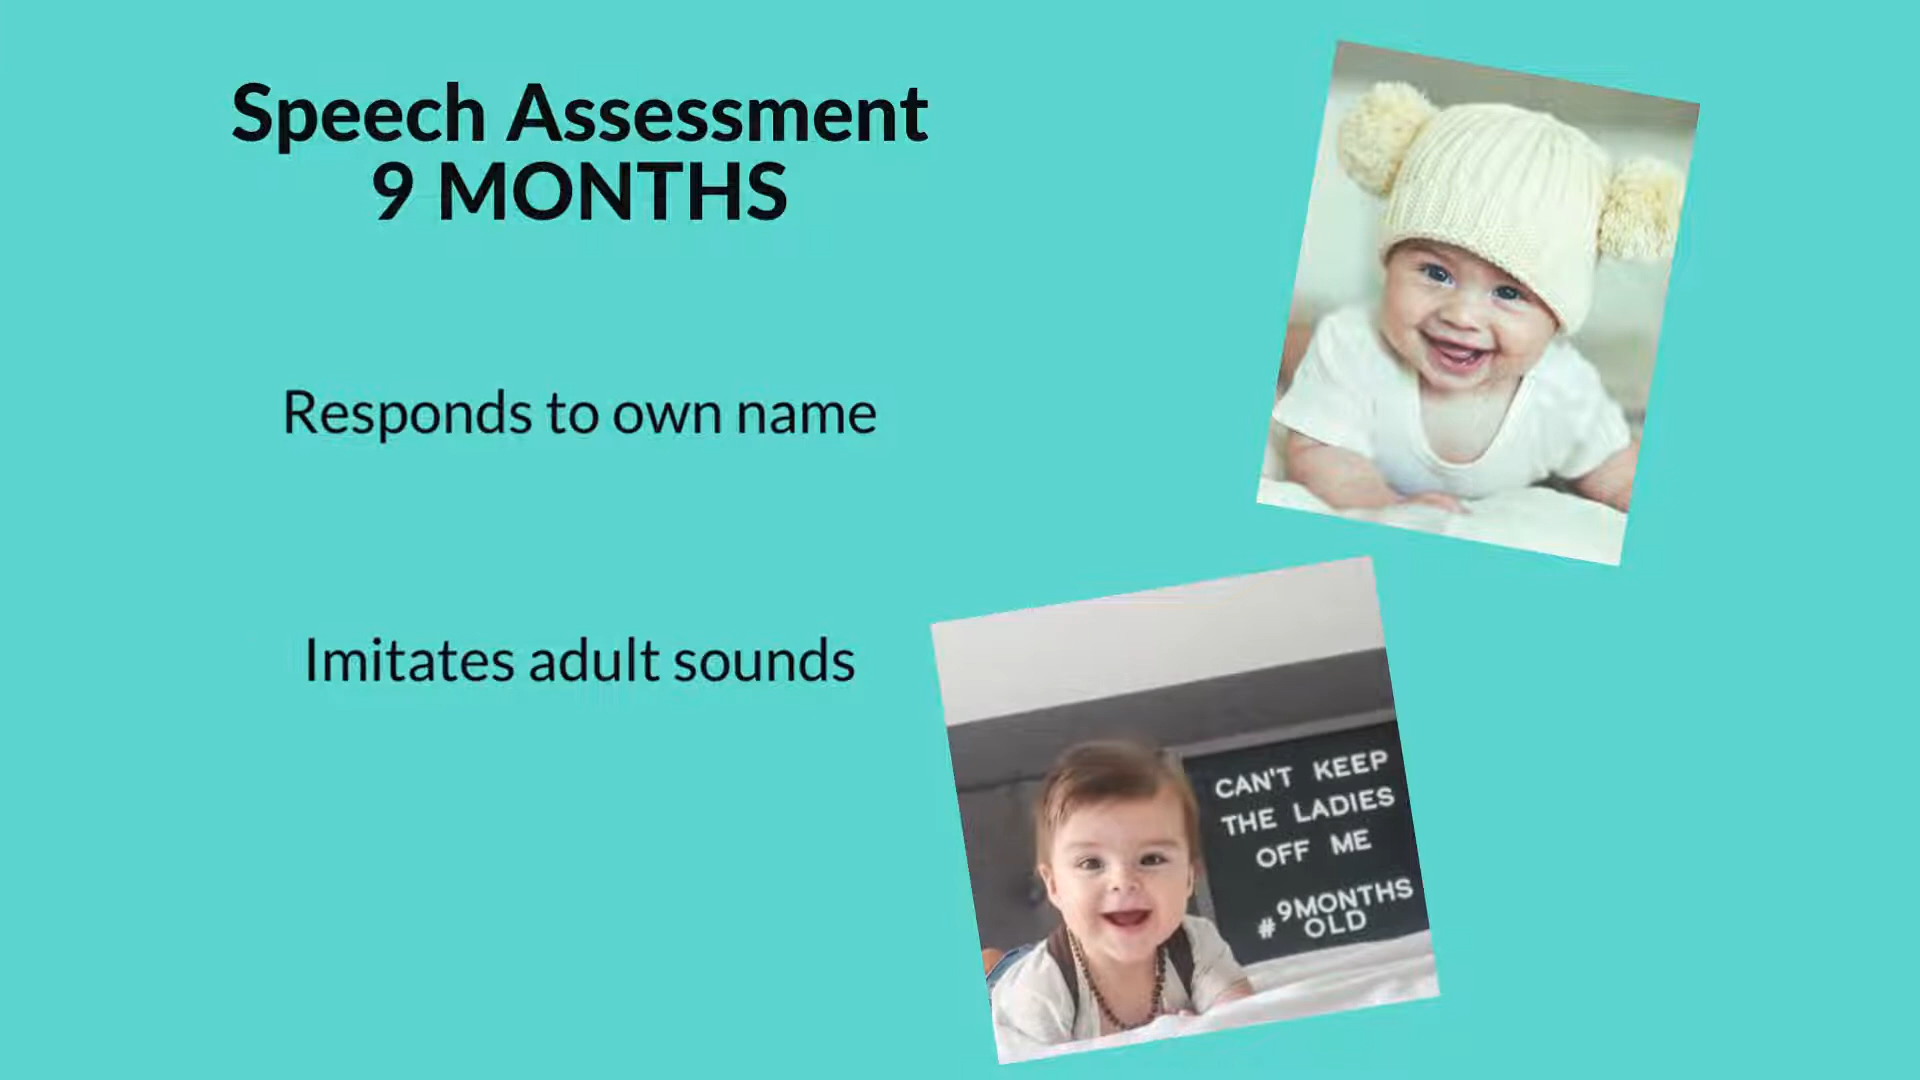 Speech Assessment
9 MONTHS
Responds to own name
Imitates adult sounds
CAN'T KEEP
THE LADIES
OFF ME
#9MONTHS
OLD